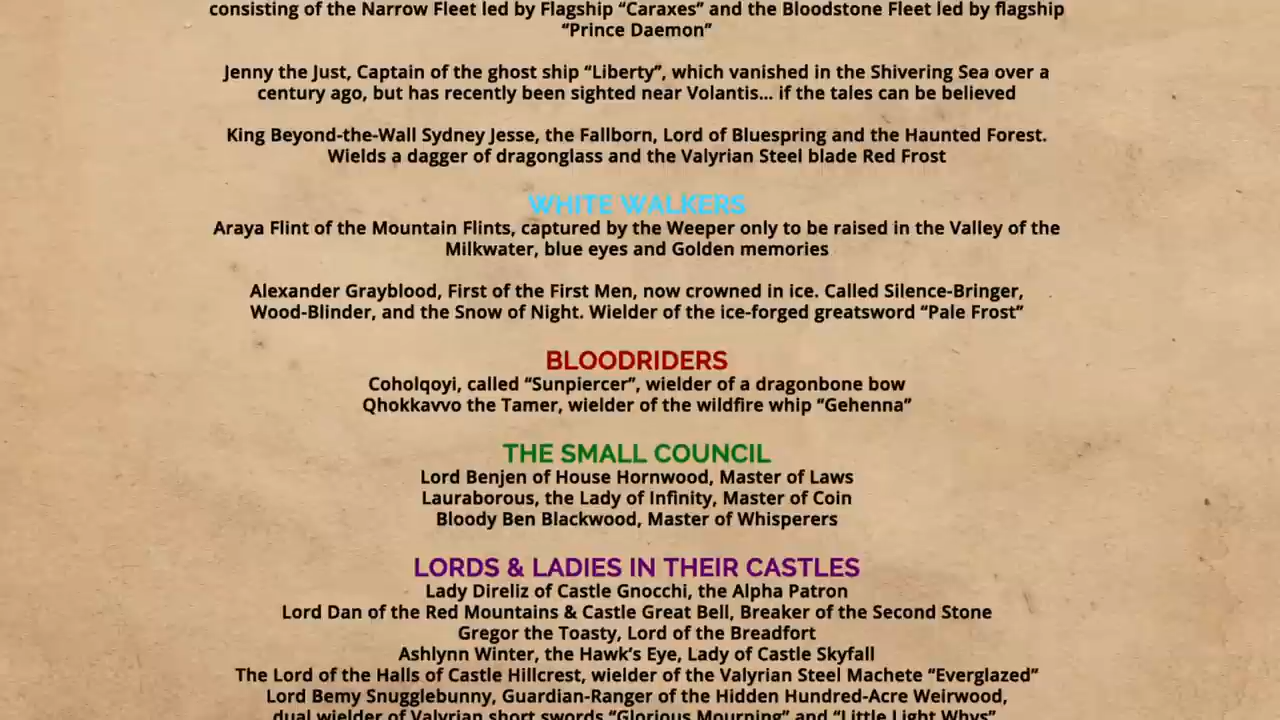 consisting of the Narrow Fleet led by Flagship “Caraxes” and the Bloodstone Fleet led by flagship
“Prince Daemon”
Jenny the Just, Captain of the ghost ship “Liberty”, which vanished in the Shivering Sea over a
century ago, but has recently been sighted near Volantis... if the tales can be believed
King Beyond-the-Wall Sydney Jesse, the Fallborn, Lord of Bluespring and the Haunted Forest.
Wields a dagger of dragonglass and the Valyrian Steel blade Red Frost
WHITE WALKERS
Araya Flint of the Mountain Flints, captured by the Weeper only to be raised in the Valley of the
Milkwater, blue eyes and Golden memories
Alexander Grayblood, First of the First Men, now crowned in ice. Called Silence-Bringer,
Wood-Blinder, and the Snow of Night. Wielder of the ice-forged greatsword “Pale Frost”
BLOODRIDERS
Coholqoyi, called “Sunpiercer”, wielder of a dragonbone bow
Qhokkavvo the Tamer, wielder of the wildfire whip “Gehenna”
THE SMALL COUNCIL
Lord Benjen of House Hornwood, Master of Laws
Lauraborous, the Lady of Infinity, Master of Coin
Bloody Ben Blackwood, Master of Whisperers
LORDS & LADIES IN THEIR CASTLES
Lady Direliz of Castle Gnocchi, the Alpha Patron
Lord Dan of the Red Mountains & Castle Great Bell, Breaker of the Second Stone
Gregor the Toasty, Lord of the Breadfort
Ashlynn Winter, the Hawk’s Eye, Lady of Castle Skyfall
The Lord of the Halls of Castle Hillcrest, wielder of the Valyrian Steel Machete “Everglazed”
Lord Bemy Snugglebunny, Guardian-Ranger of the Hidden Hundred-Acre Weirwood,
dual wielder of Valyrian short swords “Glorious Mourning” and “Little Light Whys”